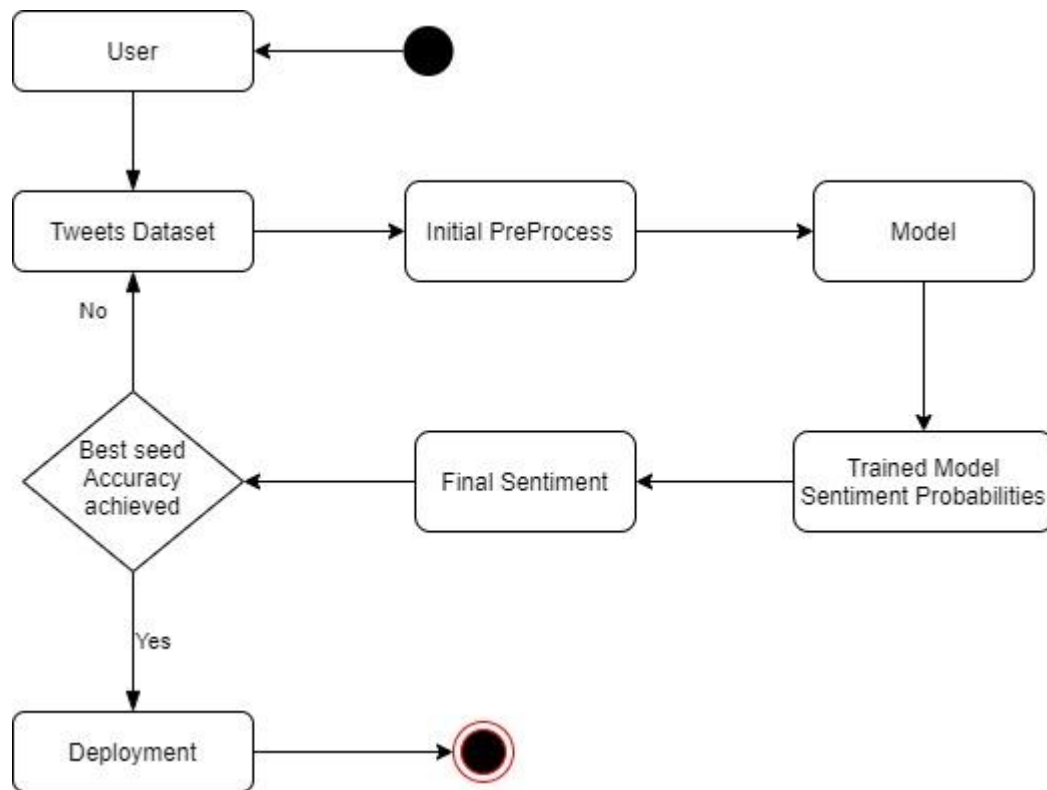 User
Tweets Dataset
Initial PreProcess
Model
No
Best seed
Accuracy
achieved
Final Sentiment
Trained Model
Sentiment Probabilities
Yes
Deployment